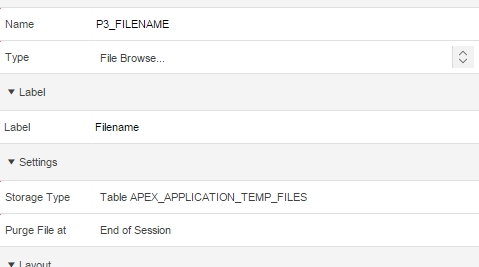 Name P3_FILENAME
Type File Browse...
Label
Label Filename
Settings
Storage Type Table APEX_APPLICATION_TEMP_FILES
Purge File at End of Session
Layout